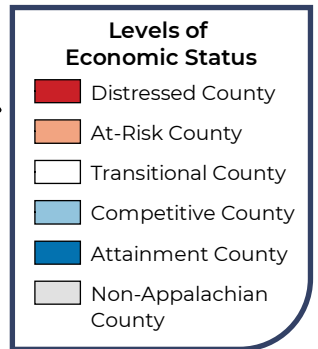 Levels of
Economic Status
Distressed County
At-Risk County
Transitional County
Competitive County
Attainment County
Non-Appalachian
County